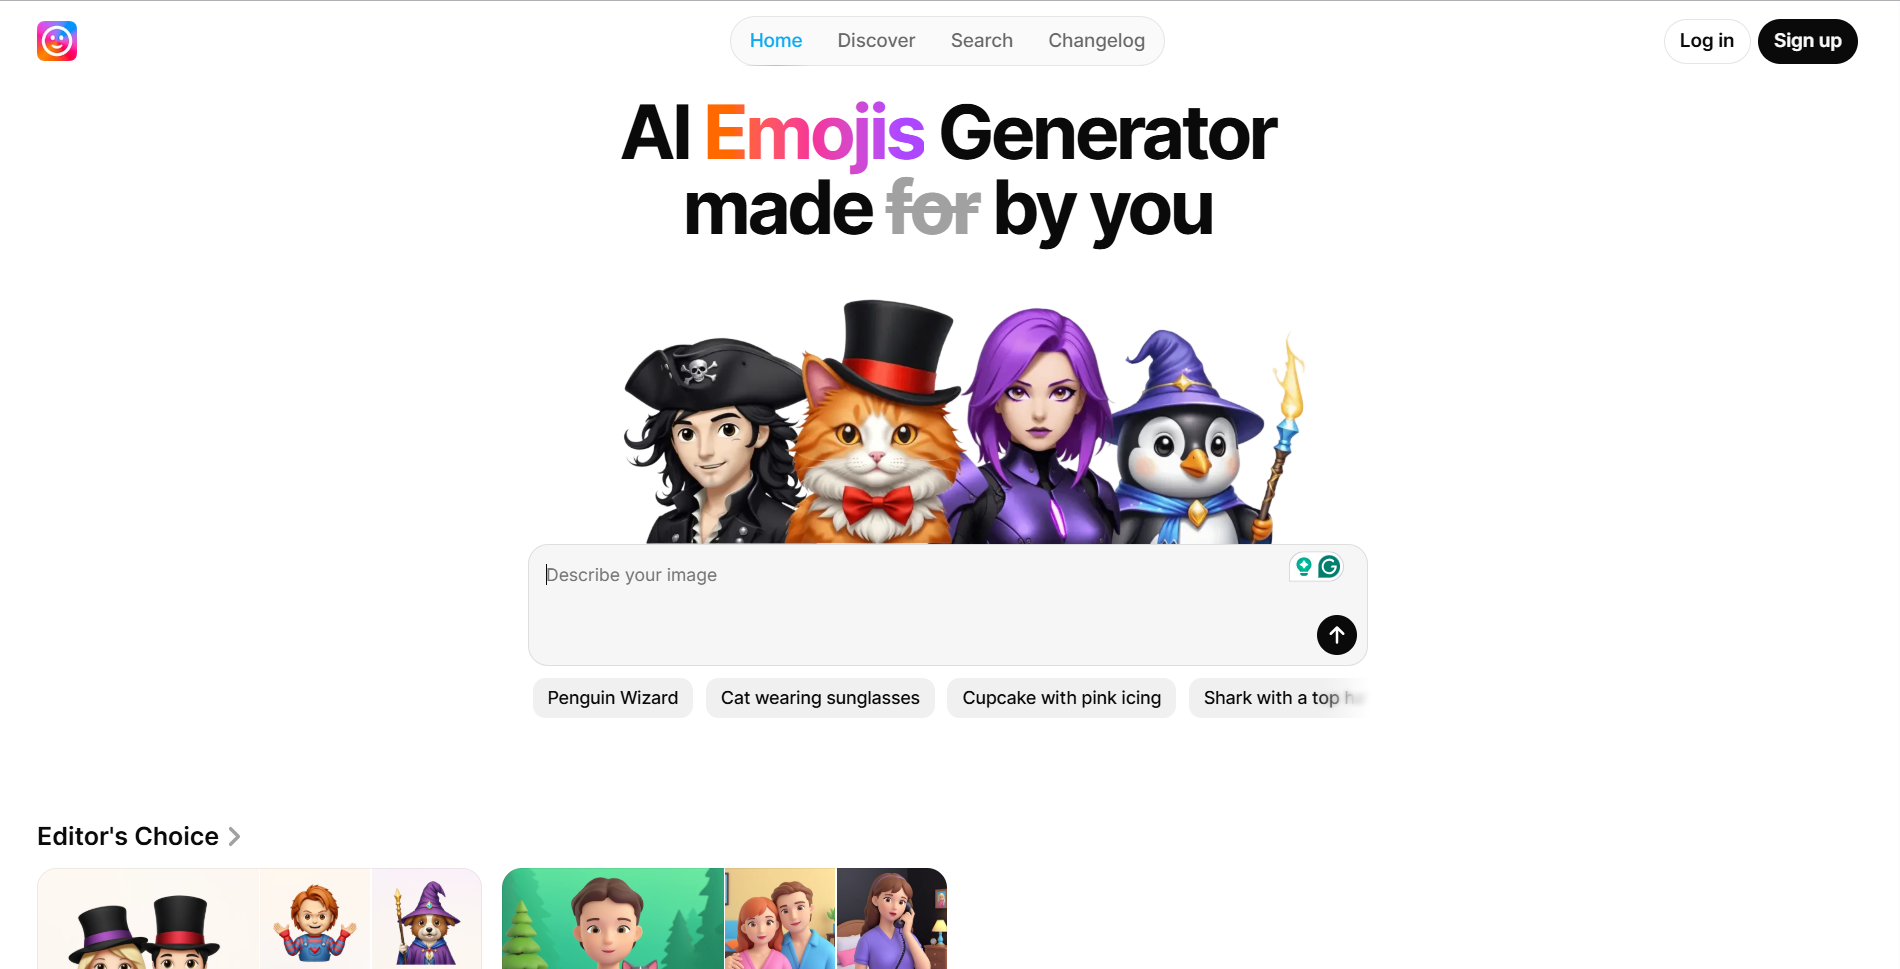 Home Discover Search Changelog
Log in Sign up
AI Emojis Generator
made for by you
Describe your image
Penguin Wizard Cat wearing sunglasses Cupcake with pink icing Shark with a top
Editor's Choice